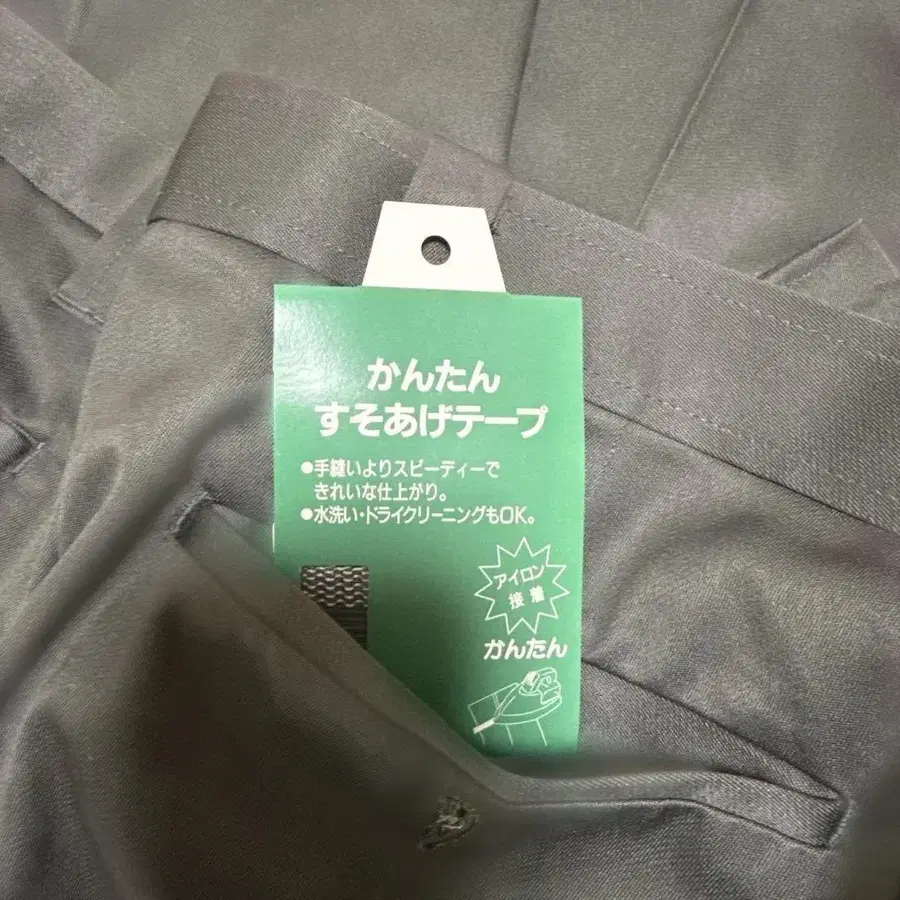 かんたん
すそあげテープ
●手縫いよりスピーディーで
きれいな仕上がり。
●水洗い・ドライクリーニングもOK。
アイロン
接着
かんたん